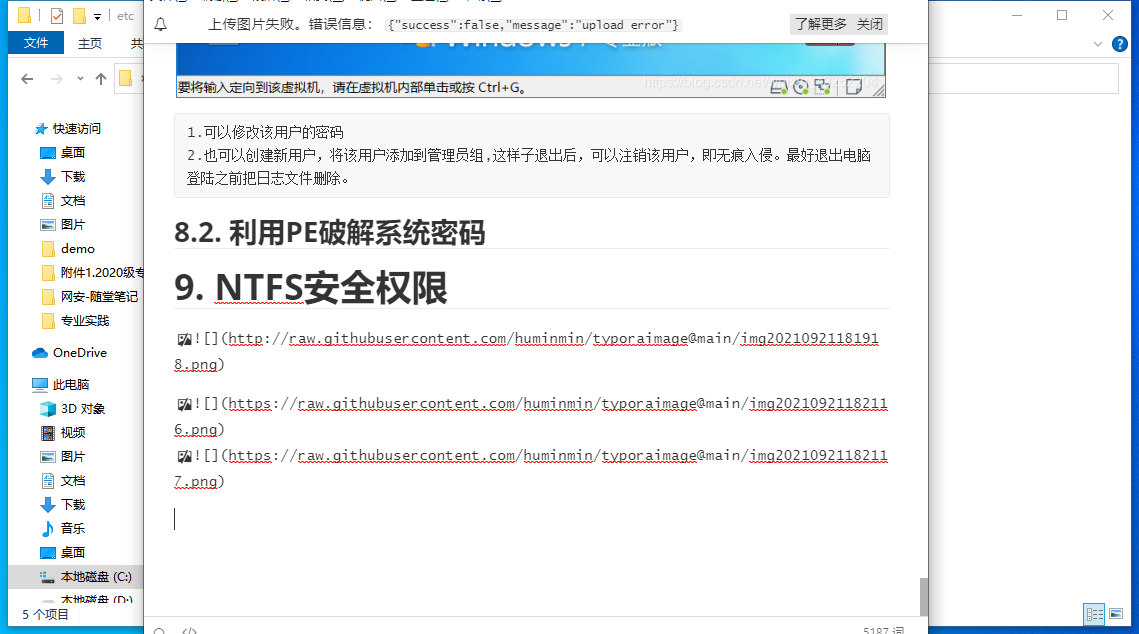 etc
上传图片失败。错误信息： {"success":false,"message":"upload error"}
了解更多 关闭
文件 主页 共
要将输入定向到该虚拟机，请在虚拟机内部单击或按 Ctrl+G。
1.可以修改该用户的密码
2.也可以创建新用户，将该用户添加到管理员组,这样子退出后，可以注销该用户，即无痕入侵。最好退出电脑
登陆之前把日志文件删除。
8.2. 利用PE破解系统密码
9. NTFS安全权限
![](http://raw.githubusercontent.com/huminmin/typoraimage@main/img2021092118191
8.png)
![](https://raw.githubusercontent.com/huminmin/typoraimage@main/img2021092118211
6.png)
![](https://raw.githubusercontent.com/huminmin/typoraimage@main/img2021092118211
7.png)
快速访问
桌面
下载
文档
图片
demo
附件1.2020级专
网安-随堂笔记
专业实践
OneDrive
此电脑
3D 对象
视频
图片
文档
下载
音乐
桌面
本地磁盘 (C:)
本地磁盘 (D:)
5 个项目
5187 词